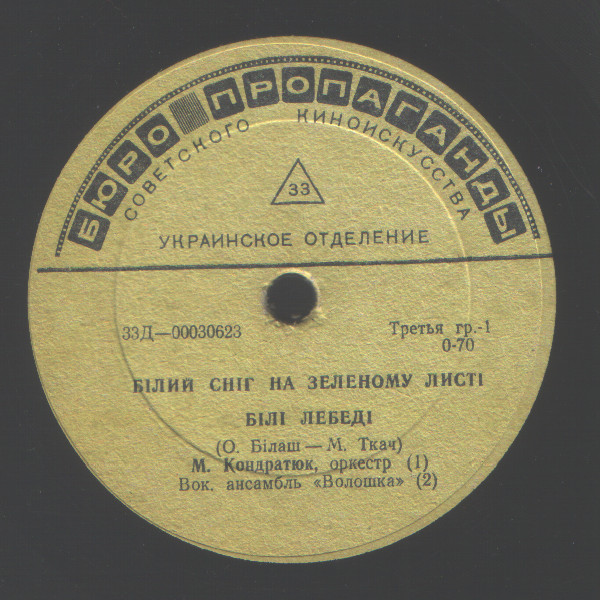 БЮРО ПРОПАГАНДЫ
СОВЕТСКОГО КИНОИСКУССТВА
33
УКРАИНСКОЕ ОТДЕЛЕНИЕ
33Д—00030623
Третья гр.-1
0-70
БІЛИЙ СНІГ НА ЗЕЛЕНОМУ ЛИСТІ
БІЛІ ЛЕБЕДІ
(О. Білаш — М. Ткач)
М. Кондратюк, оркестр (1)
Вок. ансамбль «Волошка» (2)